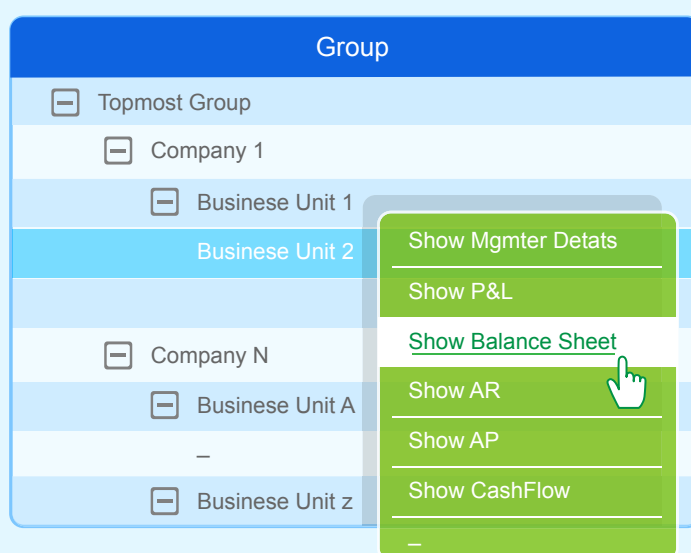 Group
Topmost Group
Company 1
Businese Unit 1
Businese Unit 2
Company N
Businese Unit A
–
Businese Unit z
Show Mgmter Detats
Show P&L
Show Balance Sheet
Show AR
Show AP
Show CashFlow
–